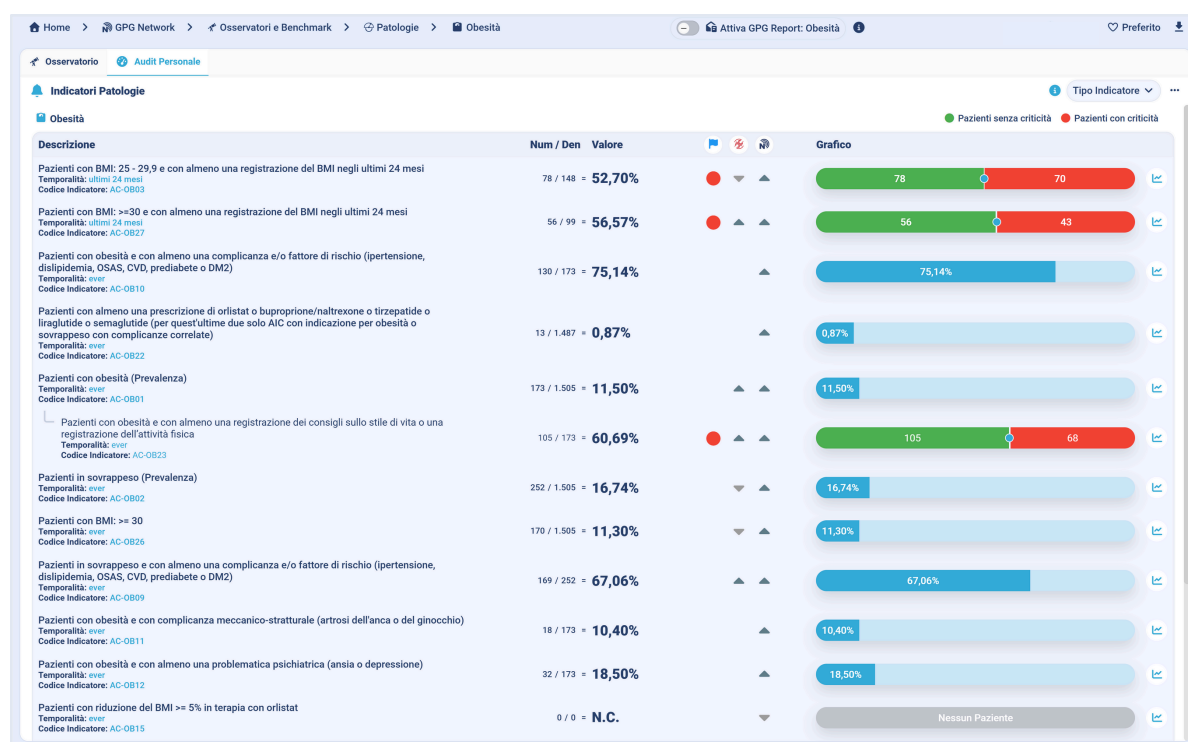 Home > GPG Network > Osservatori e Benchmark > Patologie > Obesità
Attiva GPG Report: Obesità
Preferito
Osservatorio
Audit Personale
Indicatori Patologie
Tipo Indicatore
Obesità
Pazienti senza criticità
Pazienti con criticità
Descrizione Num / Den Valore Grafico
Pazienti con BMI: 25 - 29,9 e con almeno una registrazione del BMI negli ultimi 24 mesi
Temporalità: ultimi 24 mesi
Codice Indicatore: AC-OB03
78 / 148 = 52,70%
78 70
Pazienti con BMI: >=30 e con almeno una registrazione del BMI negli ultimi 24 mesi
Temporalità: ultimi 24 mesi
Codice Indicatore: AC-OB27
56 / 99 = 56,57%
56 43
Pazienti con obesità e con almeno una complicanza e/o fattore di rischio (ipertensione,
dislipidemia, OSAS, CVD, prediabete o DM2)
Temporalità: ever
Codice Indicatore: AC-OB10
130 / 173 = 75,14%
75,14%
Pazienti con almeno una prescrizione di orlistat o buproprione/naltrexone o tirzepatide o
liraglutide o semaglutide (per quest'ultime due solo AIC con indicazione per obesità o
sovrappeso con complicanze correlate)
Temporalità: ever
Codice Indicatore: AC-OB22
13 / 1.487 = 0,87%
0,87%
Pazienti con obesità (Prevalenza)
Temporalità: ever
Codice Indicatore: AC-OB01
173 / 1.505 = 11,50%
11,50%
Pazienti con obesità e con almeno una registrazione dei consigli sullo stile di vita o una
registrazione dell'attività fisica
Temporalità: ever
Codice Indicatore: AC-OB23
105 / 173 = 60,69%
105 68
Pazienti in sovrappeso (Prevalenza)
Temporalità: ever
Codice Indicatore: AC-OB02
252 / 1.505 = 16,74%
16,74%
Pazienti con BMI: >= 30
Temporalità: ever
Codice Indicatore: AC-OB26
170 / 1.505 = 11,30%
11,30%
Pazienti in sovrappeso e con almeno una complicanza e/o fattore di rischio (ipertensione,
dislipidemia, OSAS, CVD, prediabete o DM2)
Temporalità: ever
Codice Indicatore: AC-OB09
169 / 252 = 67,06%
67,06%
Pazienti con obesità e con complicanza meccanico-stratturale (artrosi dell'anca o del ginocchio)
Temporalità: ever
Codice Indicatore: AC-OB11
18 / 173 = 10,40%
10,40%
Pazienti con obesità e con almeno una problematica psichiatrica (ansia o depressione)
Temporalità: ever
Codice Indicatore: AC-OB12
32 / 173 = 18,50%
18,50%
Pazienti con riduzione del BMI >= 5% in terapia con orlistat
Temporalità: ever
Codice Indicatore: AC-OB15
0 / 0 = N.C.
Nessun Paziente